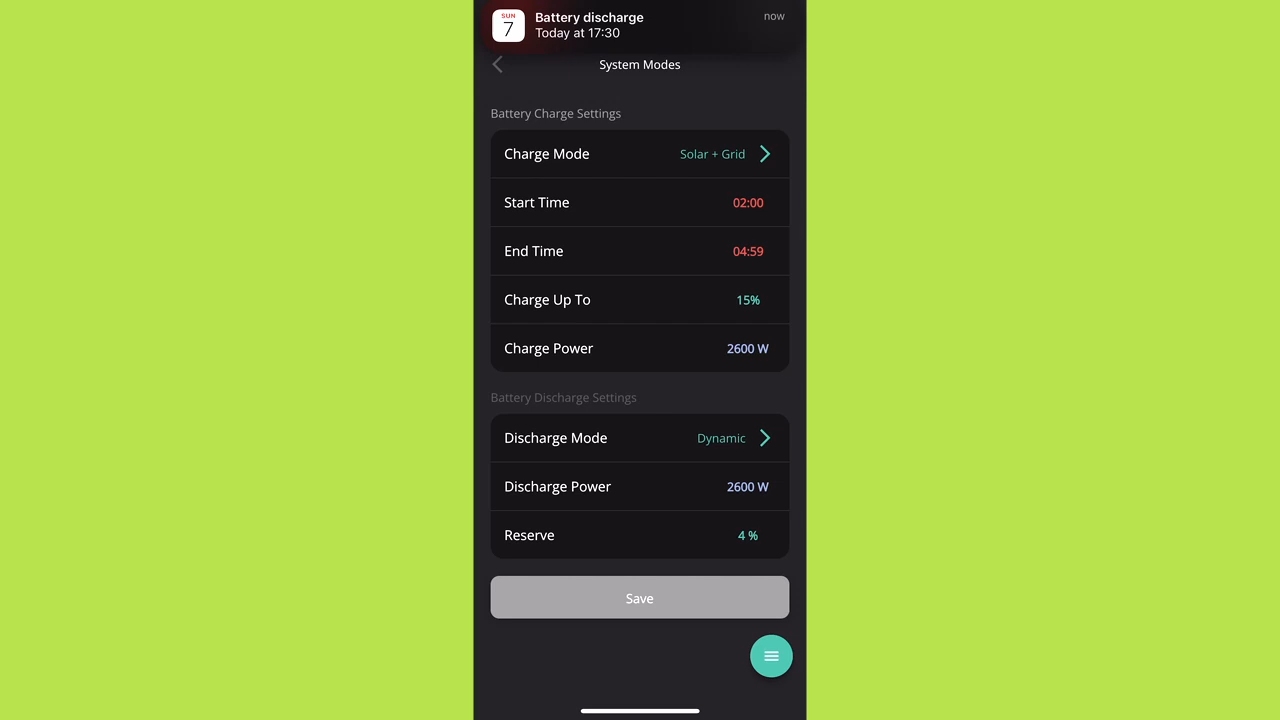 SUN
7
Battery discharge
now
Today at 17:30
System Modes
Battery Charge Settings
Charge Mode Solar + Grid
Start Time 02:00
End Time 04:59
Charge Up To 15%
Charge Power 2600 W
Battery Discharge Settings
Discharge Mode Dynamic
Discharge Power 2600 W
Reserve 4 %
Save